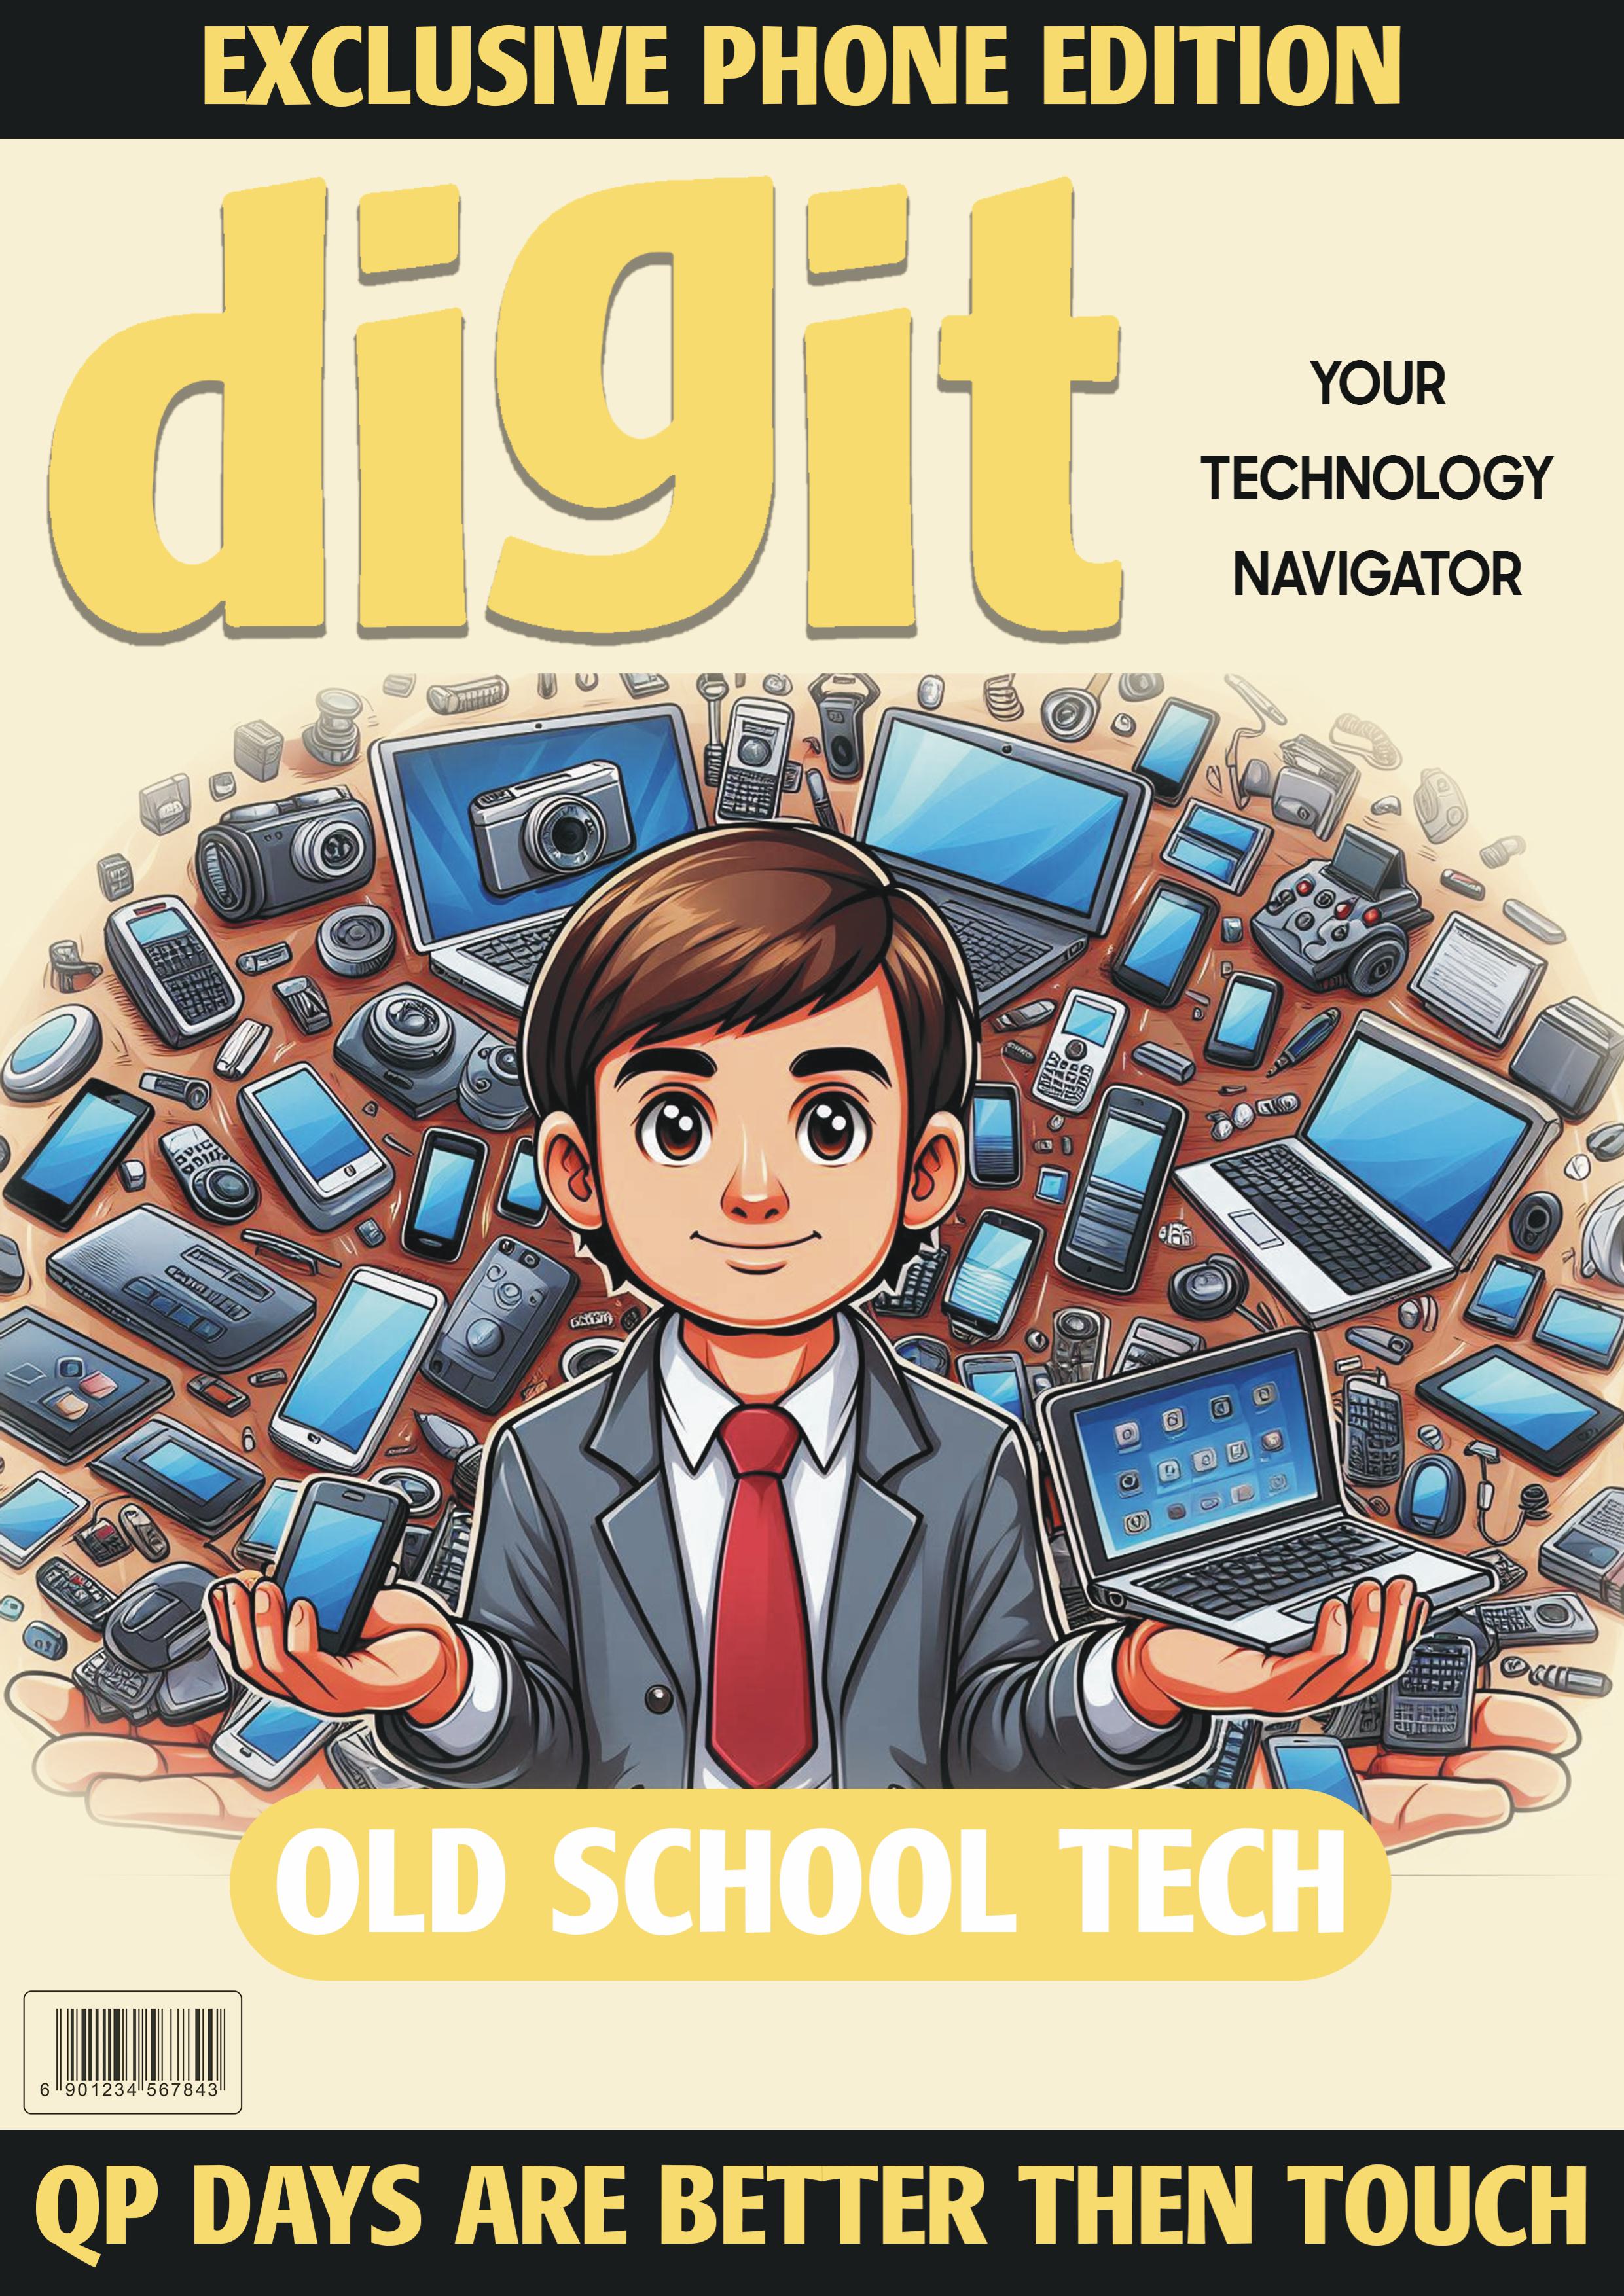 EXCLUSIVE PHONE EDITION
digit
YOUR
TECHNOLOGY
NAVIGATOR
OLD SCHOOL TECH
6 901234 567843
QP DAYS ARE BETTER THEN TOUCH